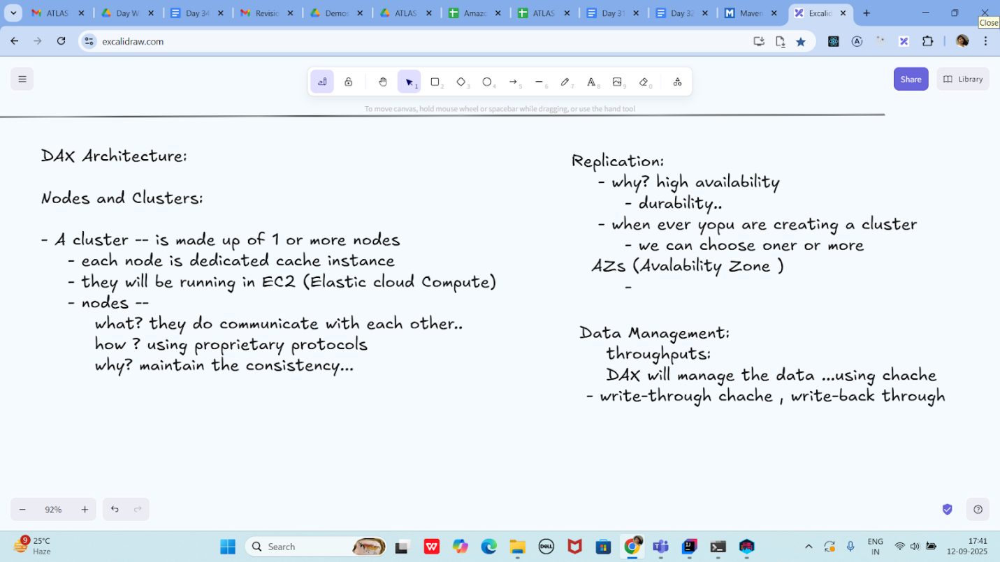 ATLAS
Day W
Day 34
Revisio
Demos
ATLAS
Amazo
ATLAS
Day 31
Day 32
Maven
Excalid
Close
excalidraw.com
1
2
3
4
5
6
7
8
9
0
Share
Library
To move canvas, hold mouse wheel or spacebar while dragging, or use the hand tool
DAX Architecture:
Nodes and Clusters:
- A cluster -- is made up of 1 or more nodes
- each node is dedicated cache instance
- they will be running in EC2 (Elastic cloud Compute)
- nodes --
what? they do communicate with each other..
how ? using proprietary protocols
why? maintain the consistency...
Replication:
- why? high availability
- durability..
- when ever yopu are creating a cluster
- we can choose oner or more
AZs (Avalability Zone )
-
Data Management:
throughputs:
DAX will manage the data ...using chache
- write-through chache , write-back through
92%
9
25°C
Haze
Search
DELL
ENG
IN
17:41
12-09-2025